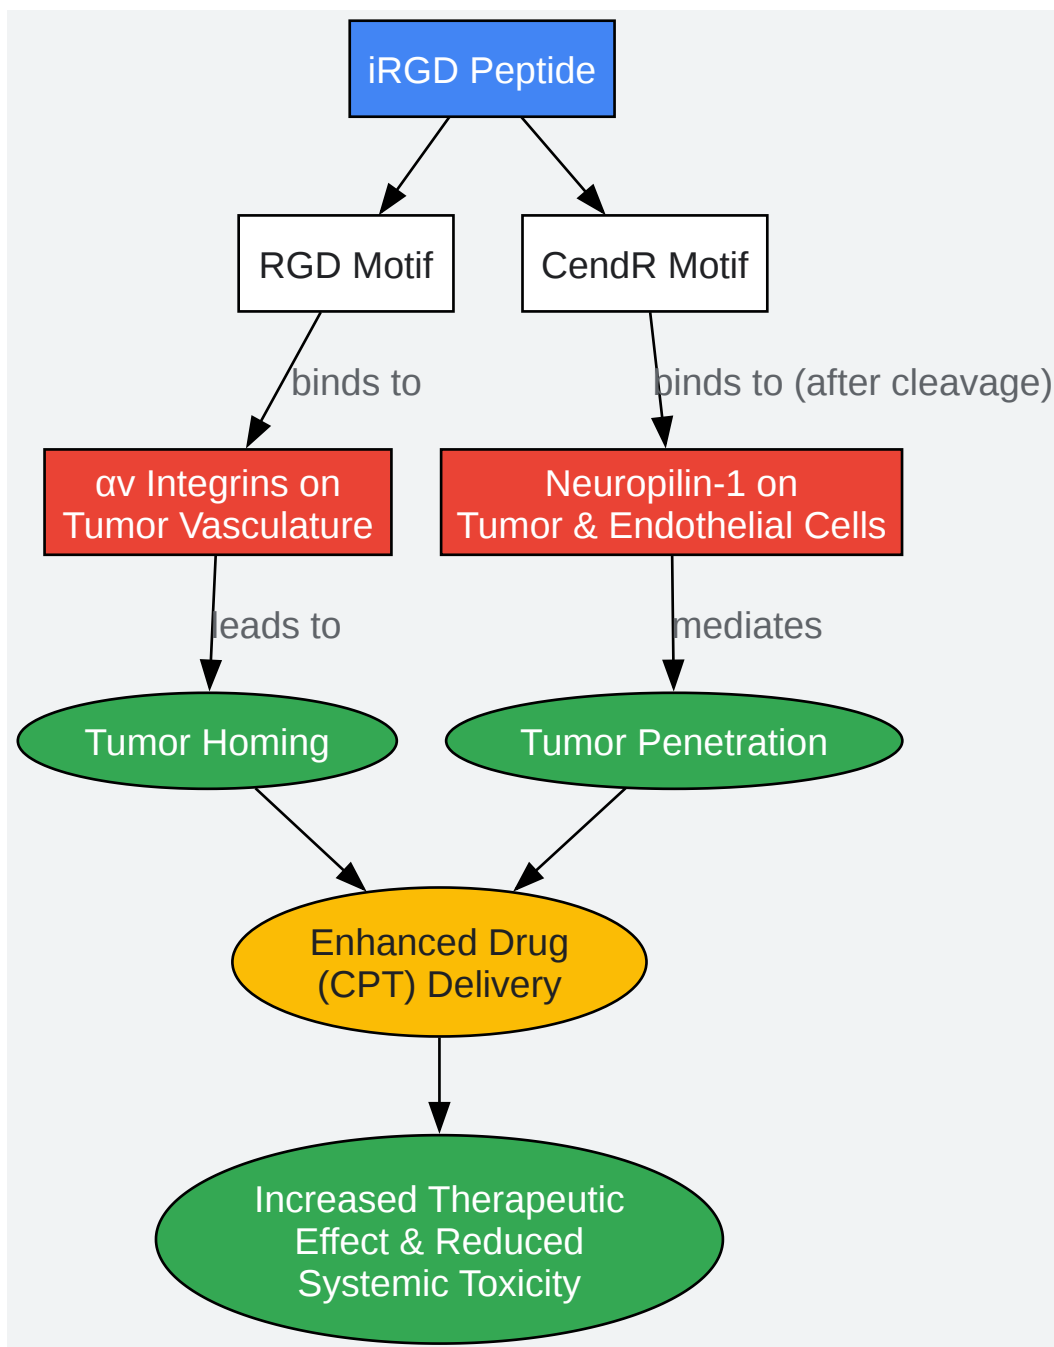 iRGD Peptide
RGD Motif
CendR Motif
binds to
binds to (after cleavage)
αv Integrins on
Tumor Vasculature
Neuropilin-1 on
Tumor & Endothelial Cells
leads to
mediates
Tumor Homing
Tumor Penetration
Enhanced Drug
(CPT) Delivery
Increased Therapeutic
Effect & Reduced
Systemic Toxicity